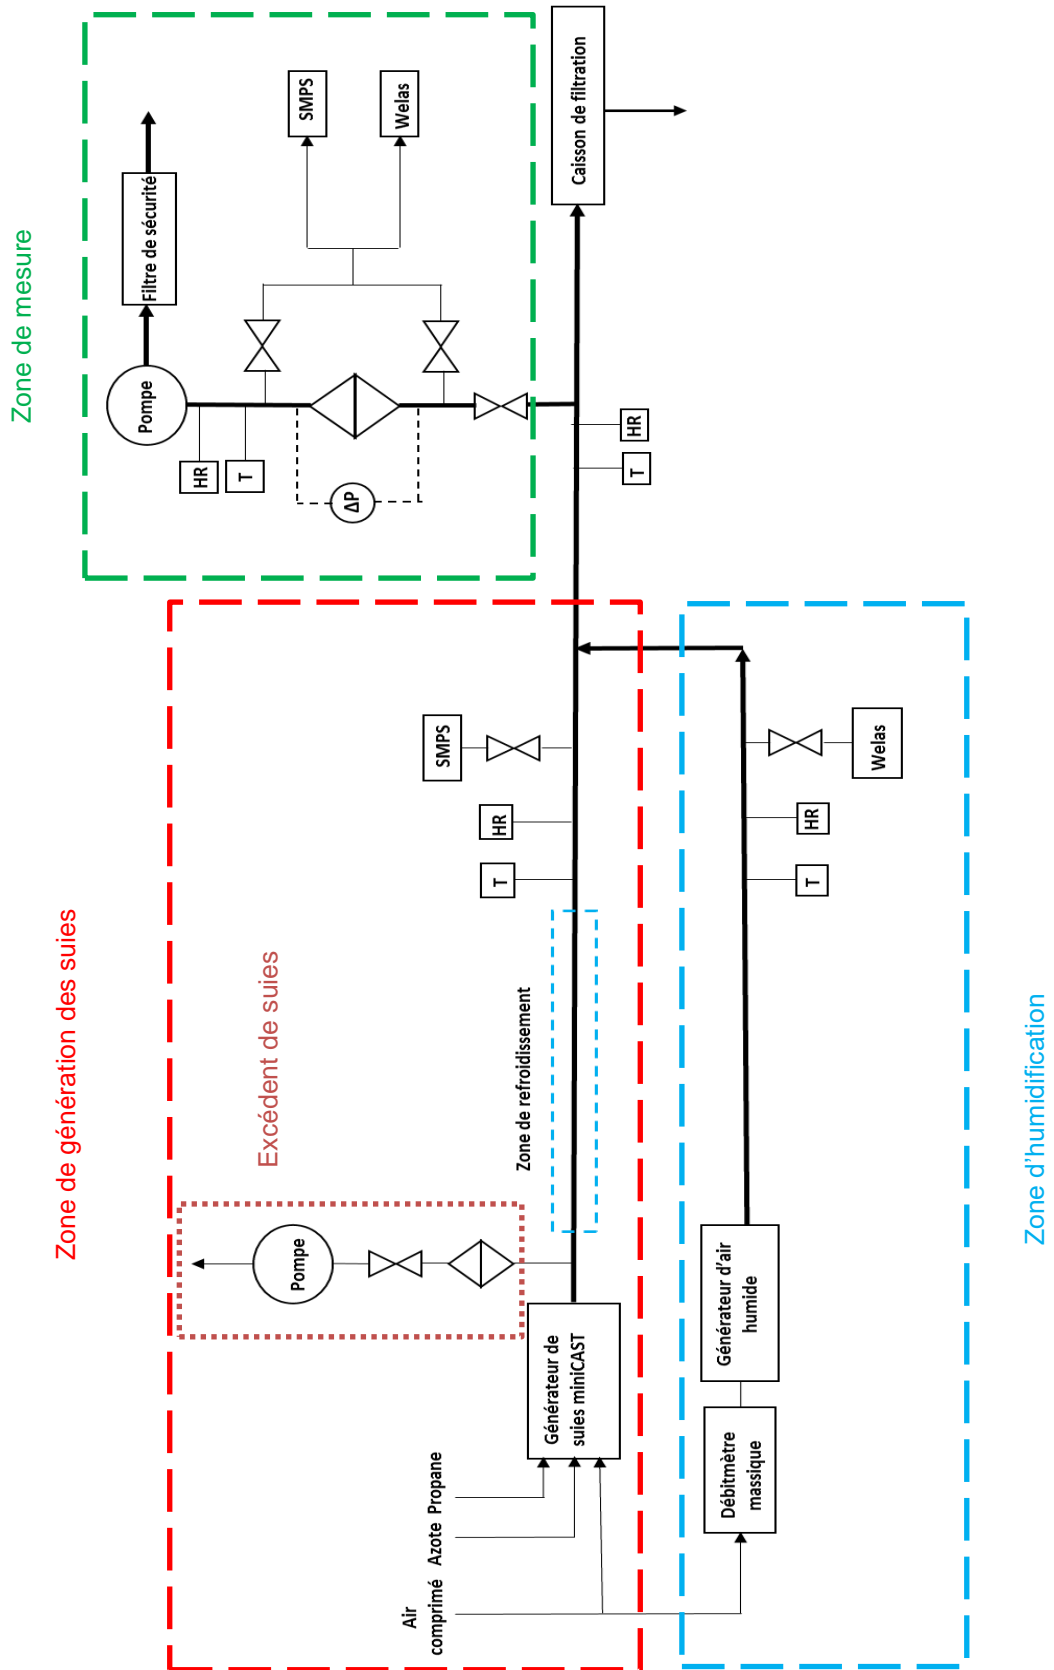 Zone de génération des suies
Excédent de suies
Pompe
Air
comprimé
Azote
Propane
Générateur de
suies miniCAST
Zone de refroidissement
T
HR
SMPS
Zone de mesure
Pompe
Filtre de sécurité
HR
T
ΔP
SMPS
Welas
T
HR
Caisson de filtration
Débitmètre
massique
Générateur d'air
humide
T
HR
Welas
Zone d'humidification